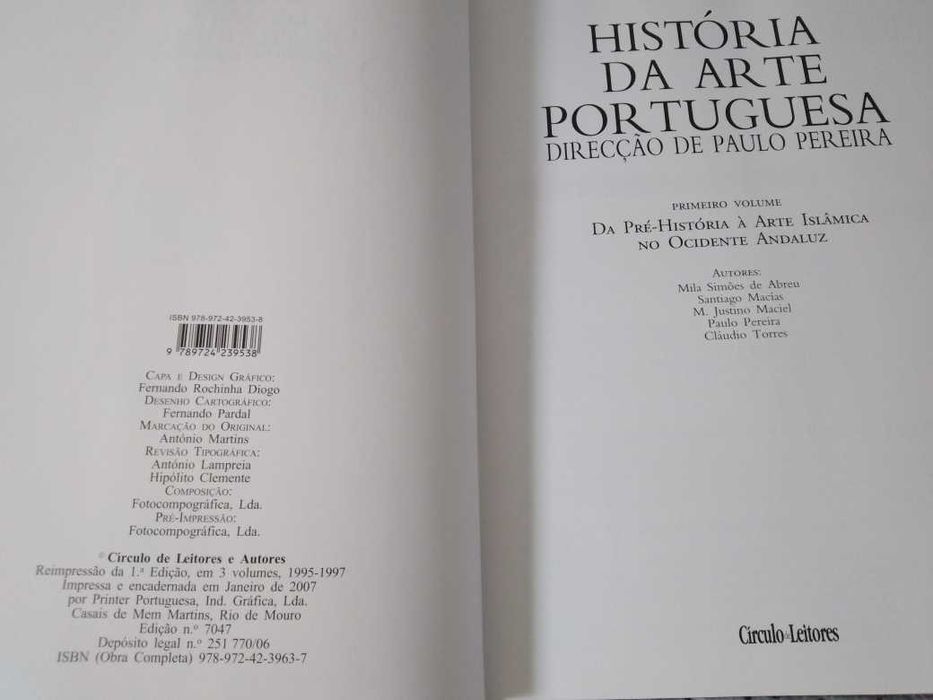 ISBN 978-972-42-3953-8
9 789724 239538
CAPA E DESIGN GRÁFICO:
Fernando Rochinha Diogo
DESENHO CARTOGRÁFICO:
Fernando Pardal
MARCAÇÃO DO ORIGINAL:
António Martins
REVISÃO TIPOGRÁFICA:
António Lampreia
Hipólito Clemente
COMPOSIÇÃO:
Fotocompográfica, Lda.
PRÉ-IMPRESSÃO:
Fotocompográfica, Lda.
© Círculo de Leitores e Autores
Reimpressão da 1.ª Edição, em 3 volumes, 1995-1997
Impressa e encadernada em Janeiro de 2007
por Printer Portuguesa, Ind. Gráfica, Lda.
Casais de Mem Martins, Rio de Mouro
Edição n.º 7047
Depósito legal n.º 251 770/06
ISBN (Obra Completa) 978-972-42-3963-7
HISTÓRIA
DA ARTE
PORTUGUESA
DIRECÇÃO DE PAULO PEREIRA
PRIMEIRO VOLUME
DA PRÉ-HISTÓRIA À ARTE ISLÂMICA
NO OCIDENTE ANDALUZ
AUTORES:
Mila Simões de Abreu
Santiago Macias
M. Justino Maciel
Paulo Pereira
Cláudio Torres
Círculo de Leitores